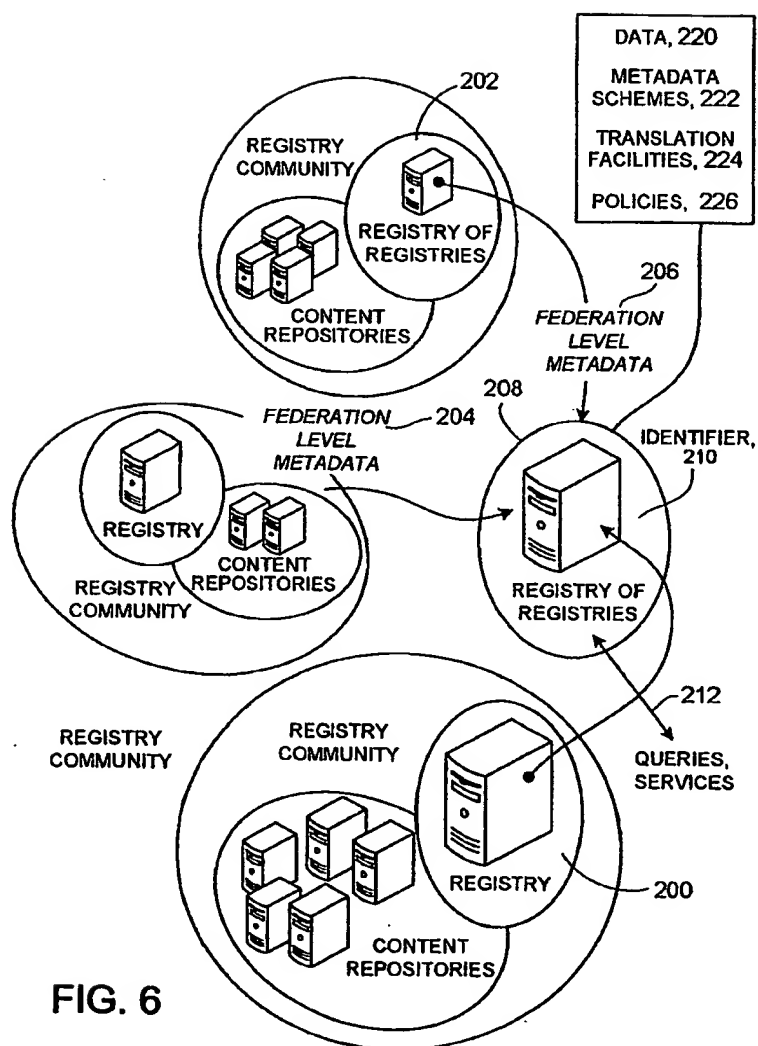 DATA, 220
METADATA
SCHEMES, 222
TRANSLATION
FACILITIES, 224
POLICIES, 226
202
REGISTRY
COMMUNITY
REGISTRY OF
REGISTRIES
CONTENT
REPOSITORIES
206
FEDERATION
LEVEL
METADATA
208
IDENTIFIER,
210
FEDERATION
LEVEL
METADATA
204
REGISTRY
CONTENT
REPOSITORIES
REGISTRY
COMMUNITY
REGISTRY OF
REGISTRIES
212
QUERIES,
SERVICES
REGISTRY
COMMUNITY
REGISTRY
COMMUNITY
REGISTRY
200
CONTENT
REPOSITORIES
FIG. 6